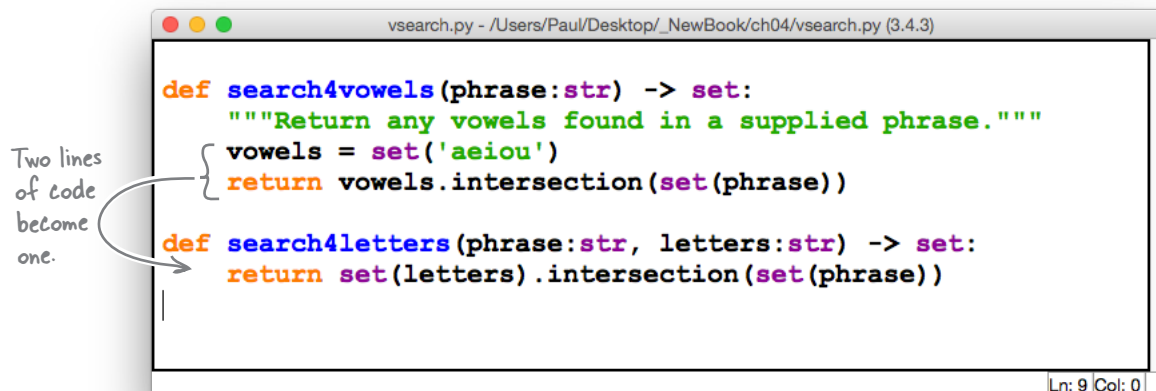 vsearch.py - /Users/Paul/Desktop/_NewBook/ch04/vsearch.py (3.4.3)
def search4vowels(phrase:str) -> set:
    """Return any vowels found in a supplied phrase."""
    vowels = set('aeiou')
    return vowels.intersection(set(phrase))
Two lines
of code
become
one.
def search4letters(phrase:str, letters:str) -> set:
    return set(letters).intersection(set(phrase))
Ln: 9 Col: 0